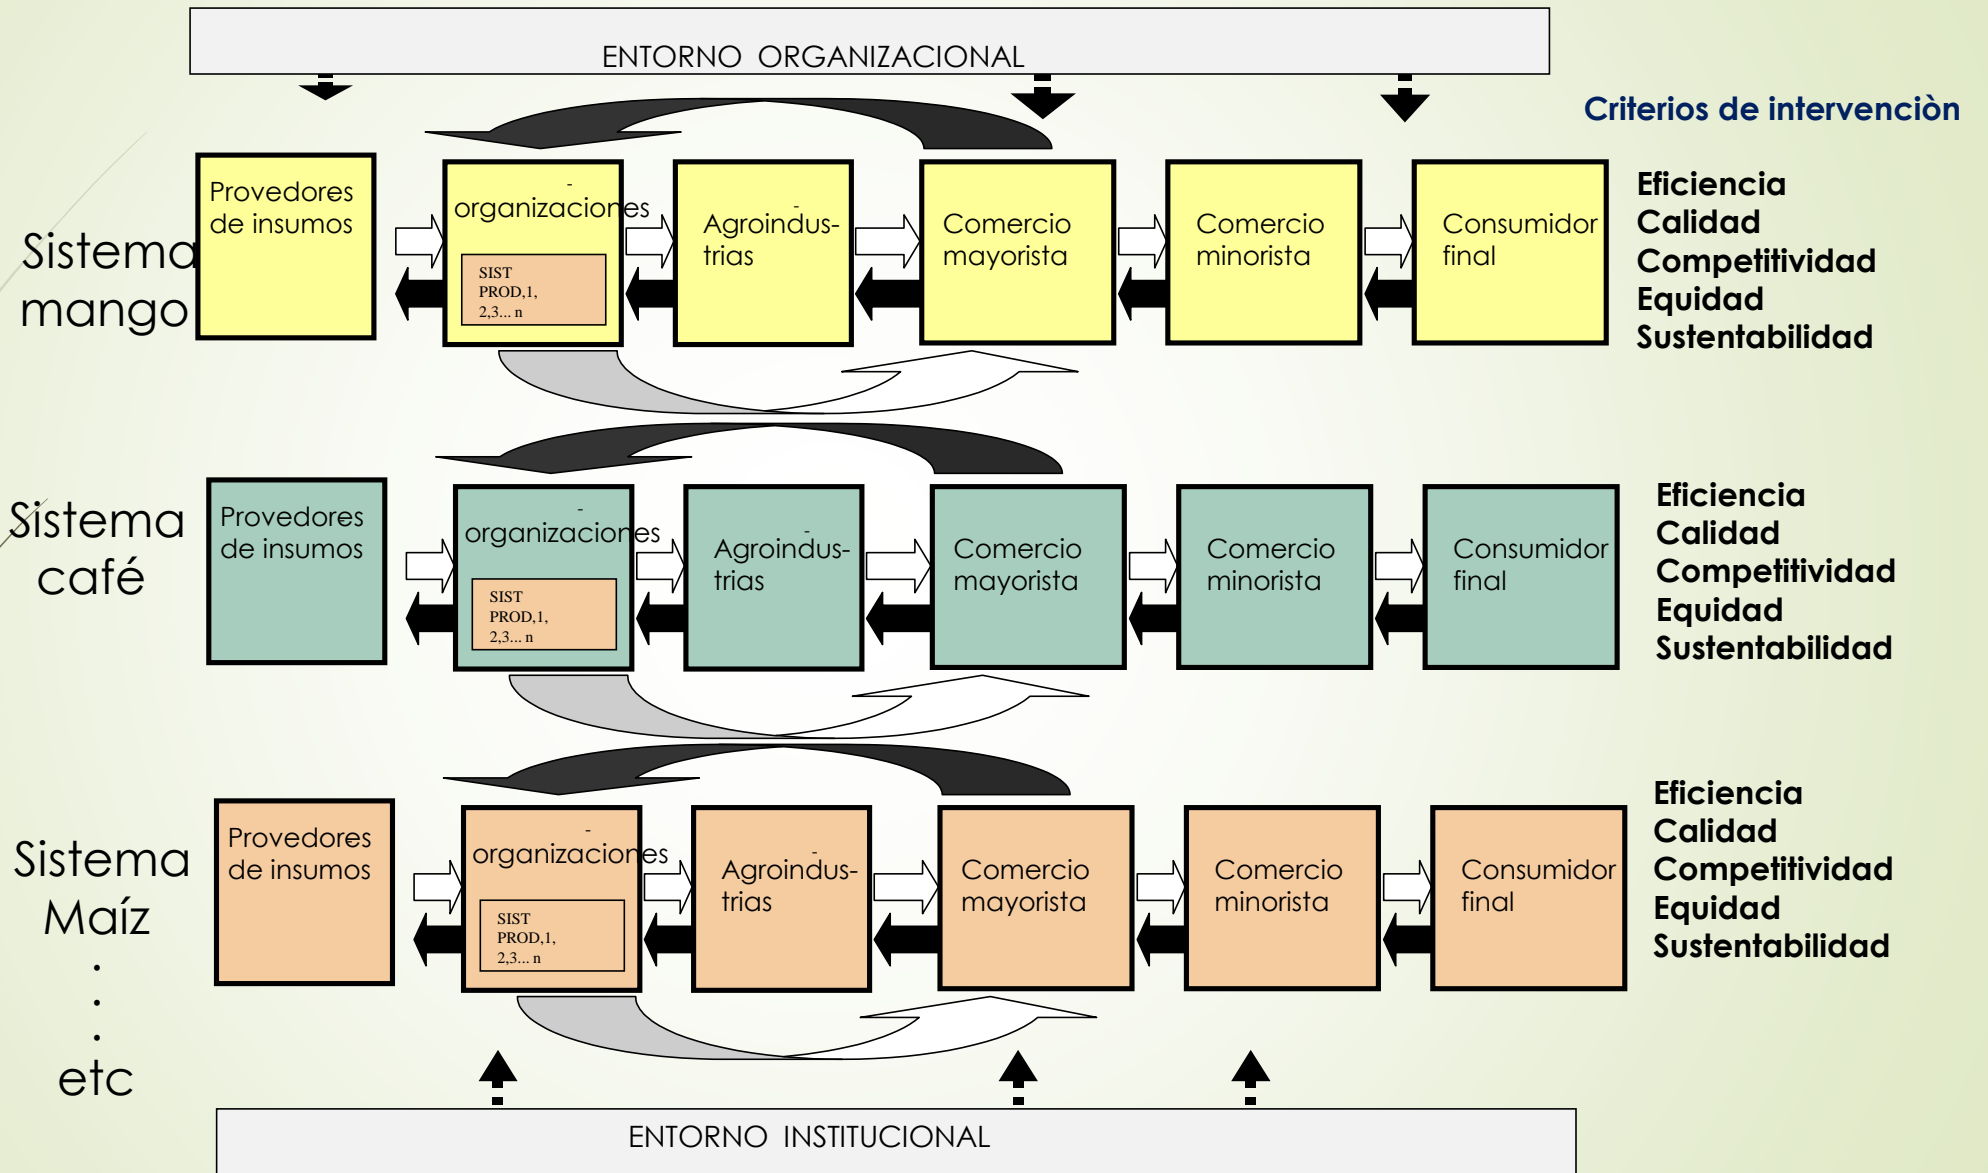 ENTORNO ORGANIZACIONAL
Criterios de intervenciòn
Sistema
mango
Provedores
de insumos
-
organizaciones
SIST
PROD,1,
2,3... n
-
Agroindus-
trias
Comercio
mayorista
Comercio
minorista
Consumidor
final
Eficiencia
Calidad
Competitividad
Equidad
Sustentabilidad
Sistema
café
Provedores
de insumos
-
organizaciones
SIST
PROD,1,
2,3... n
-
Agroindus-
trias
Comercio
mayorista
Comercio
minorista
Consumidor
final
Eficiencia
Calidad
Competitividad
Equidad
Sustentabilidad
Sistema
Maíz
.
.
.
etc
Provedores
de insumos
-
organizaciones
SIST
PROD,1,
2,3... n
-
Agroindus-
trias
Comercio
mayorista
Comercio
minorista
Consumidor
final
Eficiencia
Calidad
Competitividad
Equidad
Sustentabilidad
ENTORNO INSTITUCIONAL